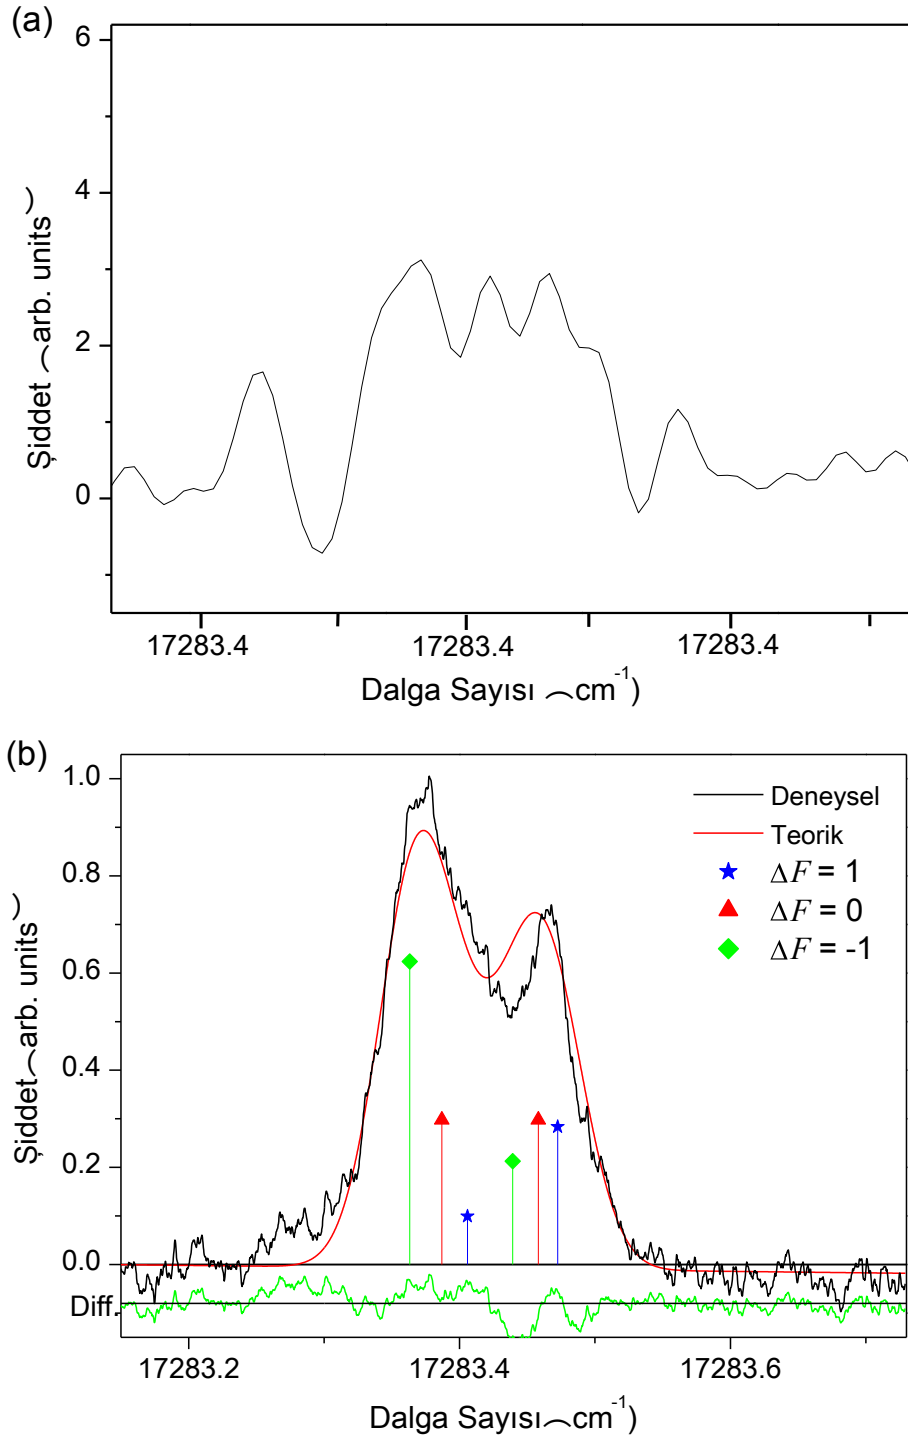 (a)
6
4
2
0
Şiddet (arb. units)
17283.4 17283.4 17283.4
Dalga Sayısı (cm-1)
(b)
1.0
0.8
0.6
0.4
0.2
0.0
Diff.
Şiddet(arb. units)
Deneysel
Teorik
ΔF = 1
ΔF = 0
ΔF = -1
17283.2 17283.4 17283.6
Dalga Sayısı(cm-1)